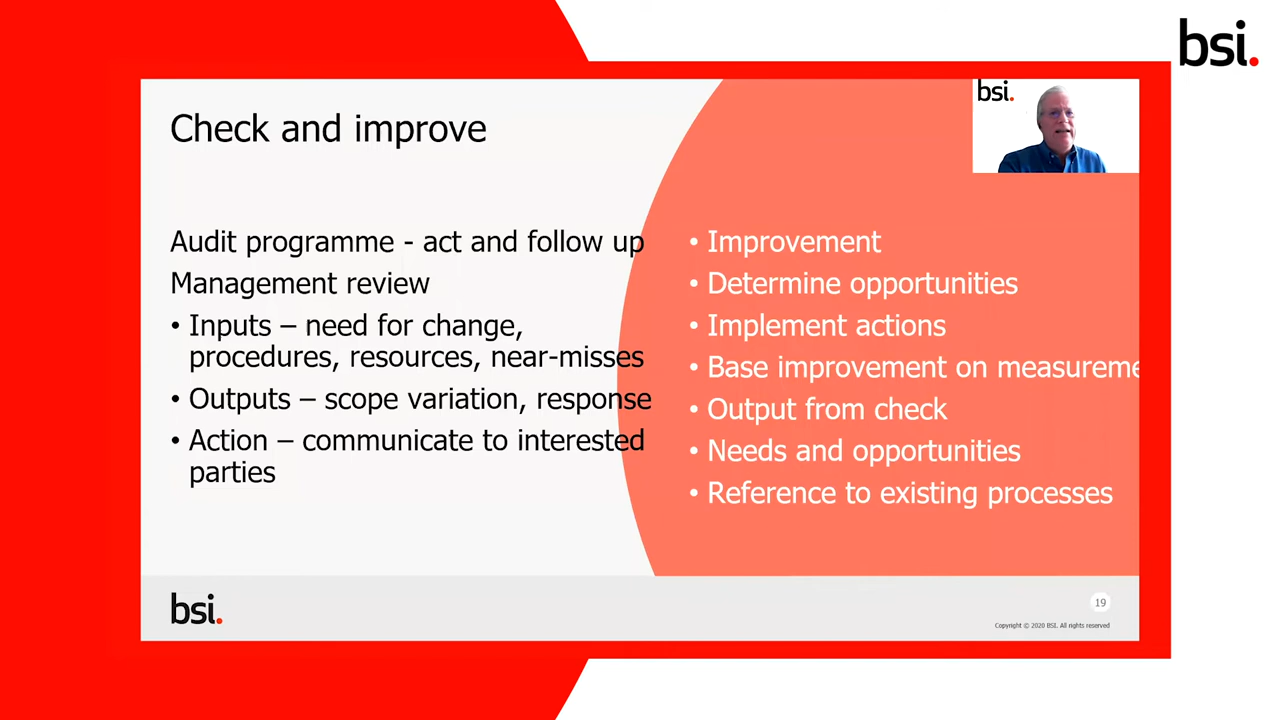 bsi.
bsi.
Check and improve
Audit programme - act and follow up
Management review
• Inputs – need for change,
procedures, resources, near-misses
• Outputs – scope variation, response
• Action – communicate to interested
parties
• Improvement
• Determine opportunities
• Implement actions
• Base improvement on measureme
• Output from check
• Needs and opportunities
• Reference to existing processes
bsi.
19
Copyright © 2020 BSI. All rights reserved